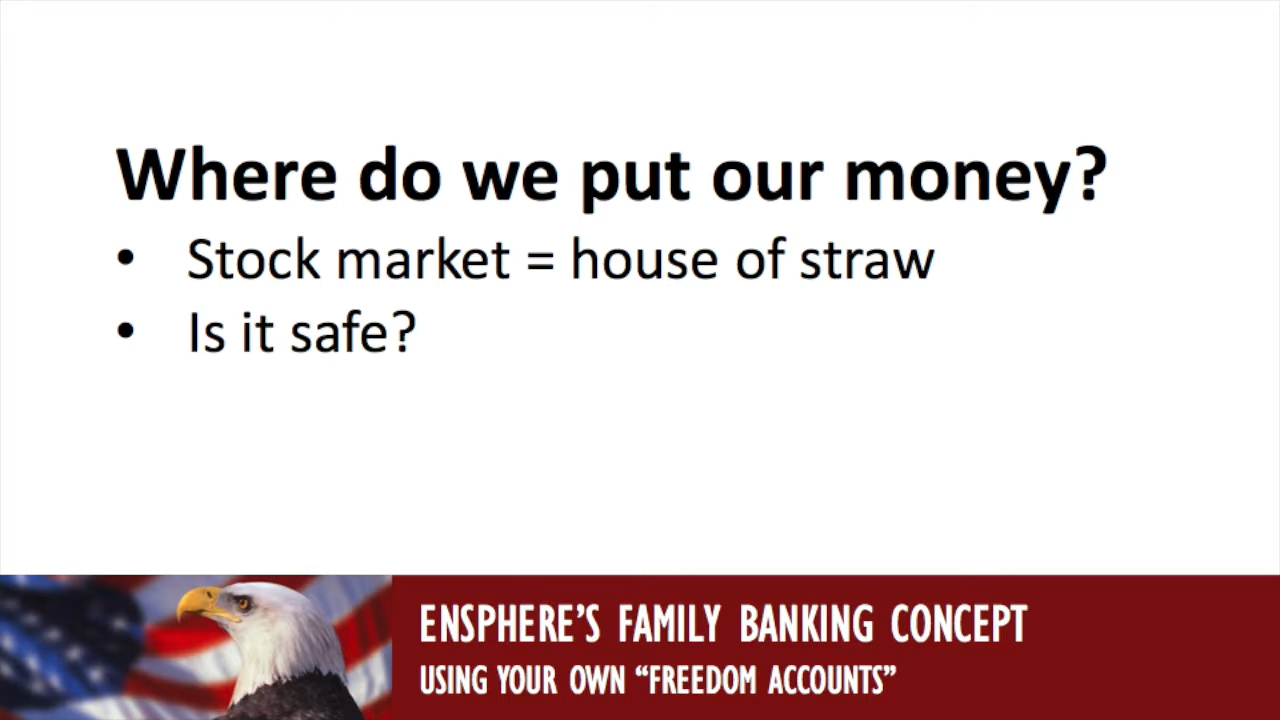 Where do we put our money?
• Stock market = house of straw
• Is it safe?
ENSPHERE’S FAMILY BANKING CONCEPT
USING YOUR OWN “FREEDOM ACCOUNTS”